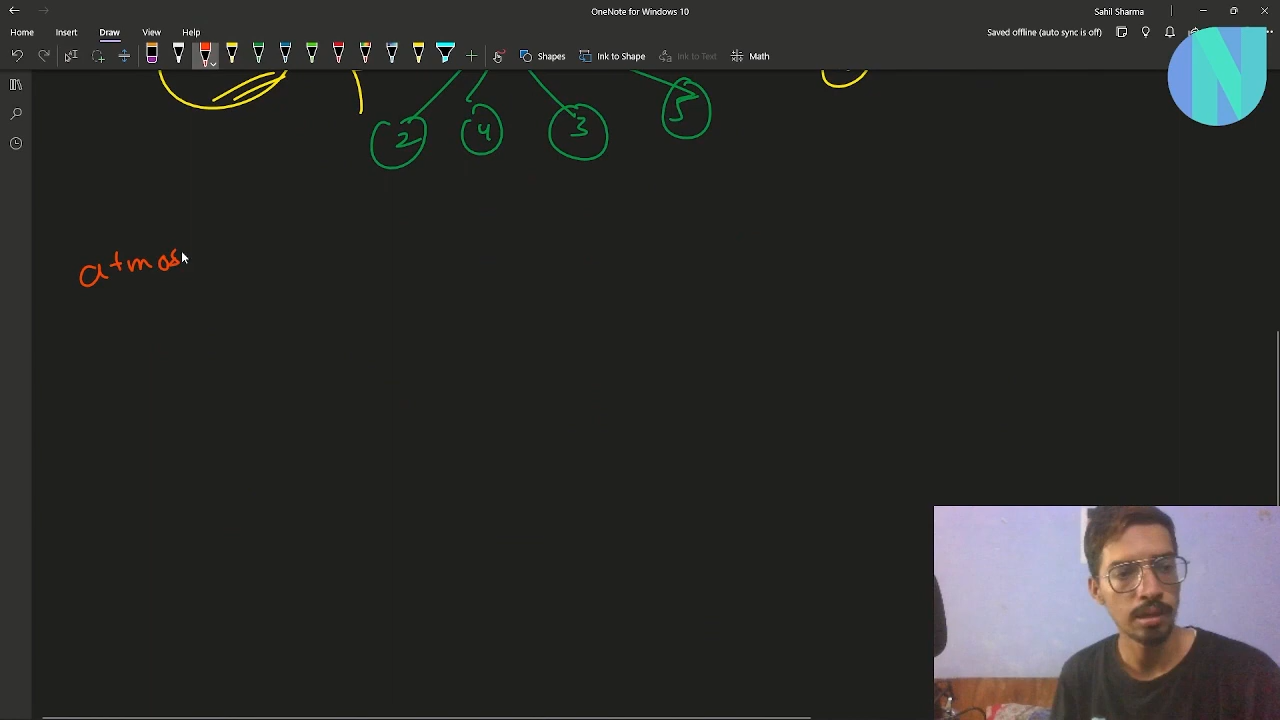 OneNote for Windows 10
Sahil Sharma
Home Insert Draw View Help
Saved offline (auto sync is off)
Shapes Ink to Shape Ink to Text Math
2 4 3 5
atmos
N